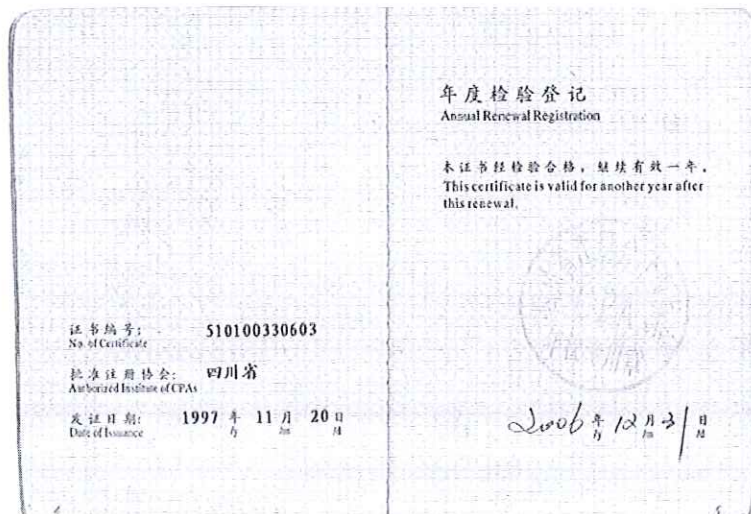 年度检验登记
Annual Renewal Registration
本证书经检验合格，继续有效一年。
This certificate is valid for another year after
this renewal.
证书编号: 510100330603
No. of Certificate
批准注册协会: 四川省
Authorized Institute of CPAs
发证日期: 1997 年 11 月 20 日
Date of Issuance /y /m /d
2006 年 12 月 31 日
/y /m /d